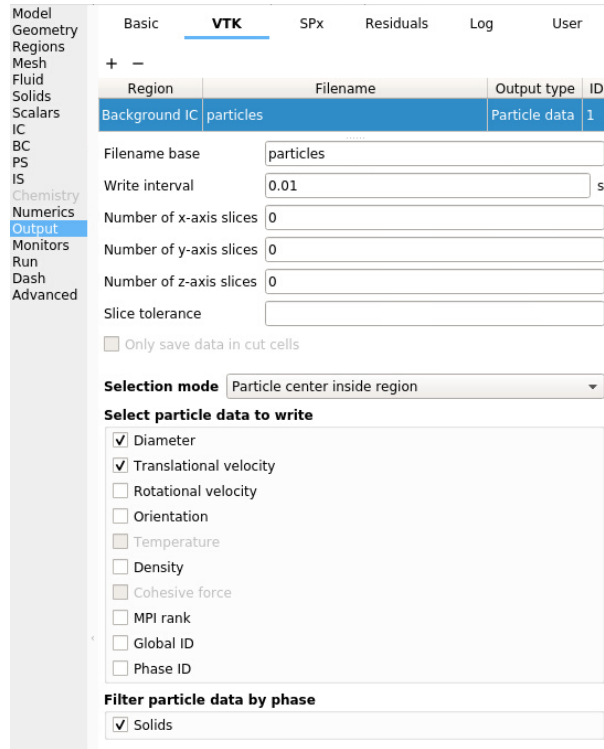 Model
Geometry
Regions
Mesh
Fluid
Solids
Scalars
IC
BC
PS
IS
Chemistry
Numerics
Output
Monitors
Run
Dash
Advanced
Basic VTK SPx Residuals Log User
+ −
Region Filename Output type ID
Background IC particles Particle data 1
Filename base particles
Write interval 0.01 s
Number of x-axis slices 0
Number of y-axis slices 0
Number of z-axis slices 0
Slice tolerance
Only save data in cut cells
Selection mode Particle center inside region
Select particle data to write
Diameter
Translational velocity
Rotational velocity
Orientation
Temperature
Density
Cohesive force
MPI rank
Global ID
Phase ID
Filter particle data by phase
Solids